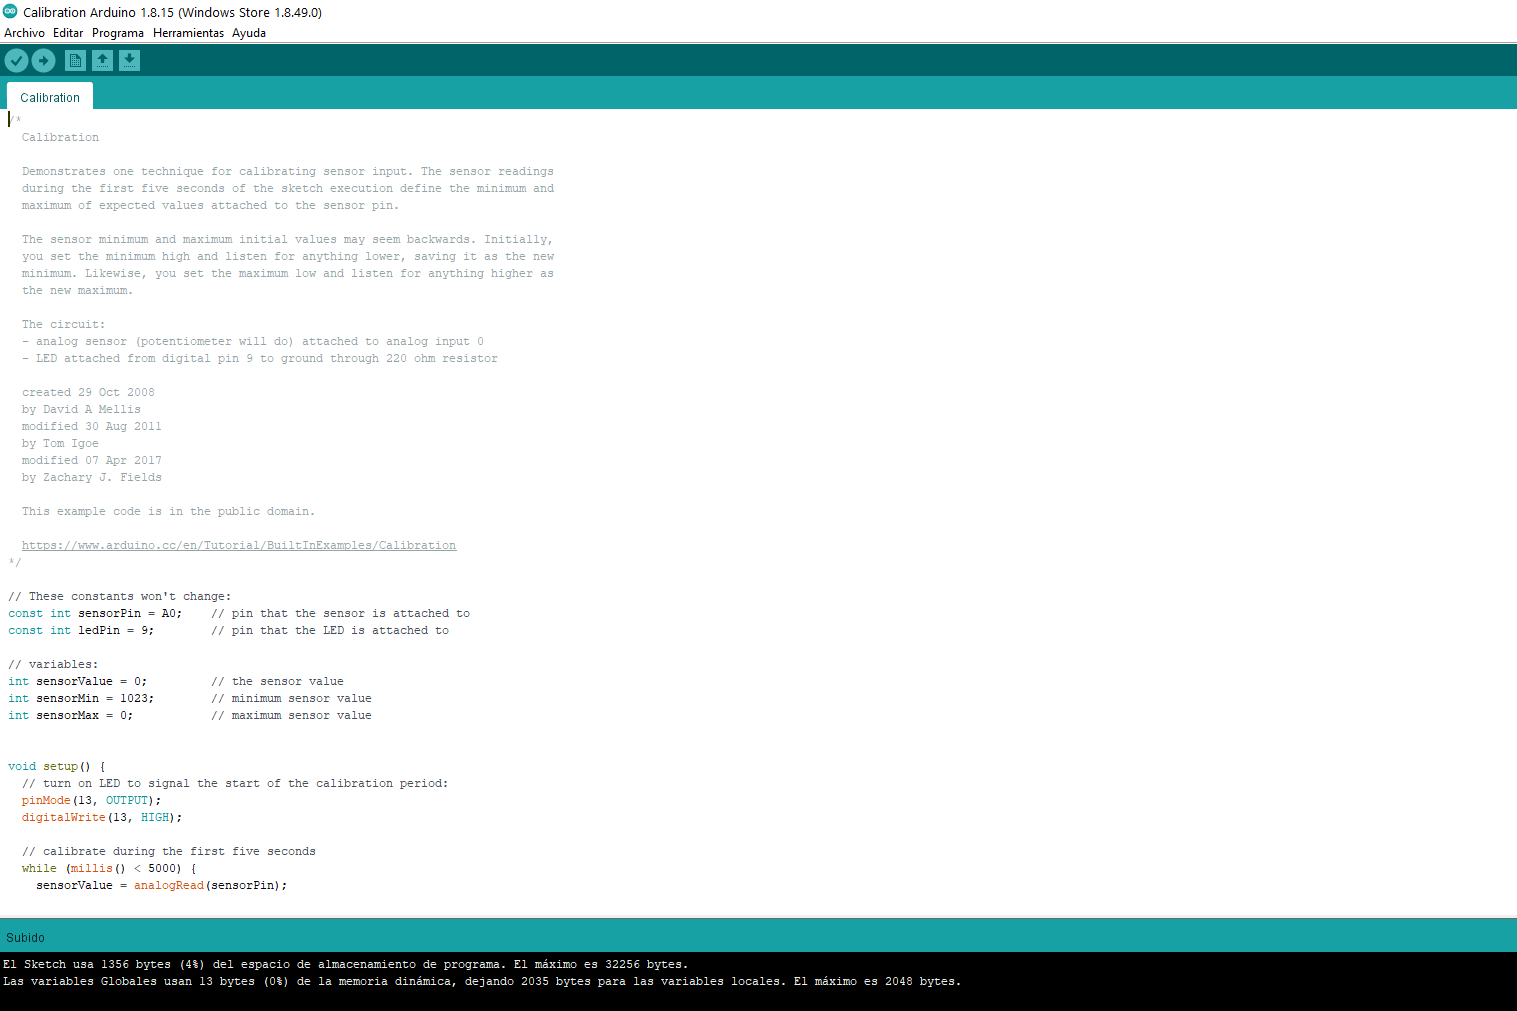 Calibration Arduino 1.8.15 (Windows Store 1.8.49.0)
Archivo Editar Programa Herramientas Ayuda
Calibration
/*
Calibration
Demonstrates one technique for calibrating sensor input. The sensor readings
during the first five seconds of the sketch execution define the minimum and
maximum of expected values attached to the sensor pin.
The sensor minimum and maximum initial values may seem backwards. Initially,
you set the minimum high and listen for anything lower, saving it as the new
minimum. Likewise, you set the maximum low and listen for anything higher as
the new maximum.
The circuit:
- analog sensor (potentiometer will do) attached to analog input 0
- LED attached from digital pin 9 to ground through 220 ohm resistor
created 29 Oct 2008
by David A Mellis
modified 30 Aug 2011
by Tom Igoe
modified 07 Apr 2017
by Zachary J. Fields
This example code is in the public domain.
https://www.arduino.cc/en/Tutorial/BuiltInExamples/Calibration
*/
// These constants won't change:
const int sensorPin = A0;    // pin that the sensor is attached to
const int ledPin = 9;        // pin that the LED is attached to
// variables:
int sensorValue = 0;         // the sensor value
int sensorMin = 1023;        // minimum sensor value
int sensorMax = 0;           // maximum sensor value
void setup() {
// turn on LED to signal the start of the calibration period:
pinMode(13, OUTPUT);
digitalWrite(13, HIGH);
// calibrate during the first five seconds
while (millis() < 5000) {
sensorValue = analogRead(sensorPin);
Subido
El Sketch usa 1356 bytes (4%) del espacio de almacenamiento de programa. El máximo es 32256 bytes.
Las variables Globales usan 13 bytes (0%) de la memoria dinámica, dejando 2035 bytes para las variables locales. El máximo es 2048 bytes.